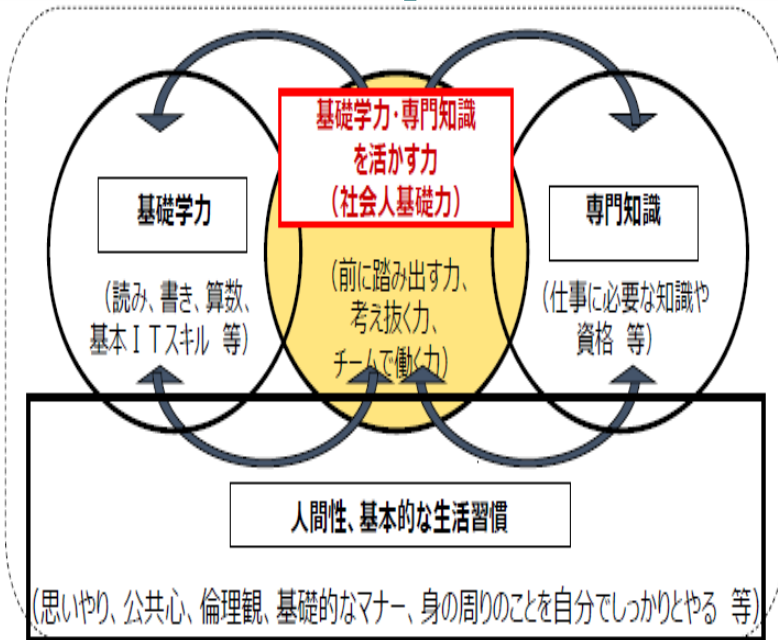 基礎学力・専門知識
を活かす力
(社会人基礎力)
基礎学力
専門知識
(読み、書き、算数、
基本ＩＴスキル 等)
(前に踏み出す力、
考え抜く力、
チームで働く力)
(仕事に必要な知識や
資格 等)
人間性、基本的な生活習慣
(思いやり、公共心、倫理観、基礎的なマナー、身の周りのことを自分でしっかりとやる 等)